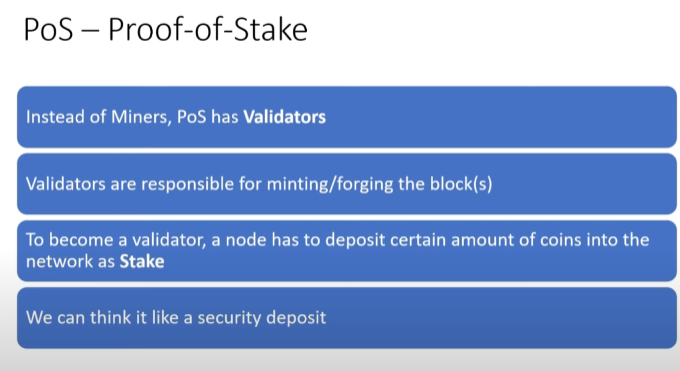 PoS – Proof-of-Stake
Instead of Miners, PoS has Validators
Validators are responsible for minting/forging the block(s)
To become a validator, a node has to deposit certain amount of coins into the
network as Stake
We can think it like a security deposit